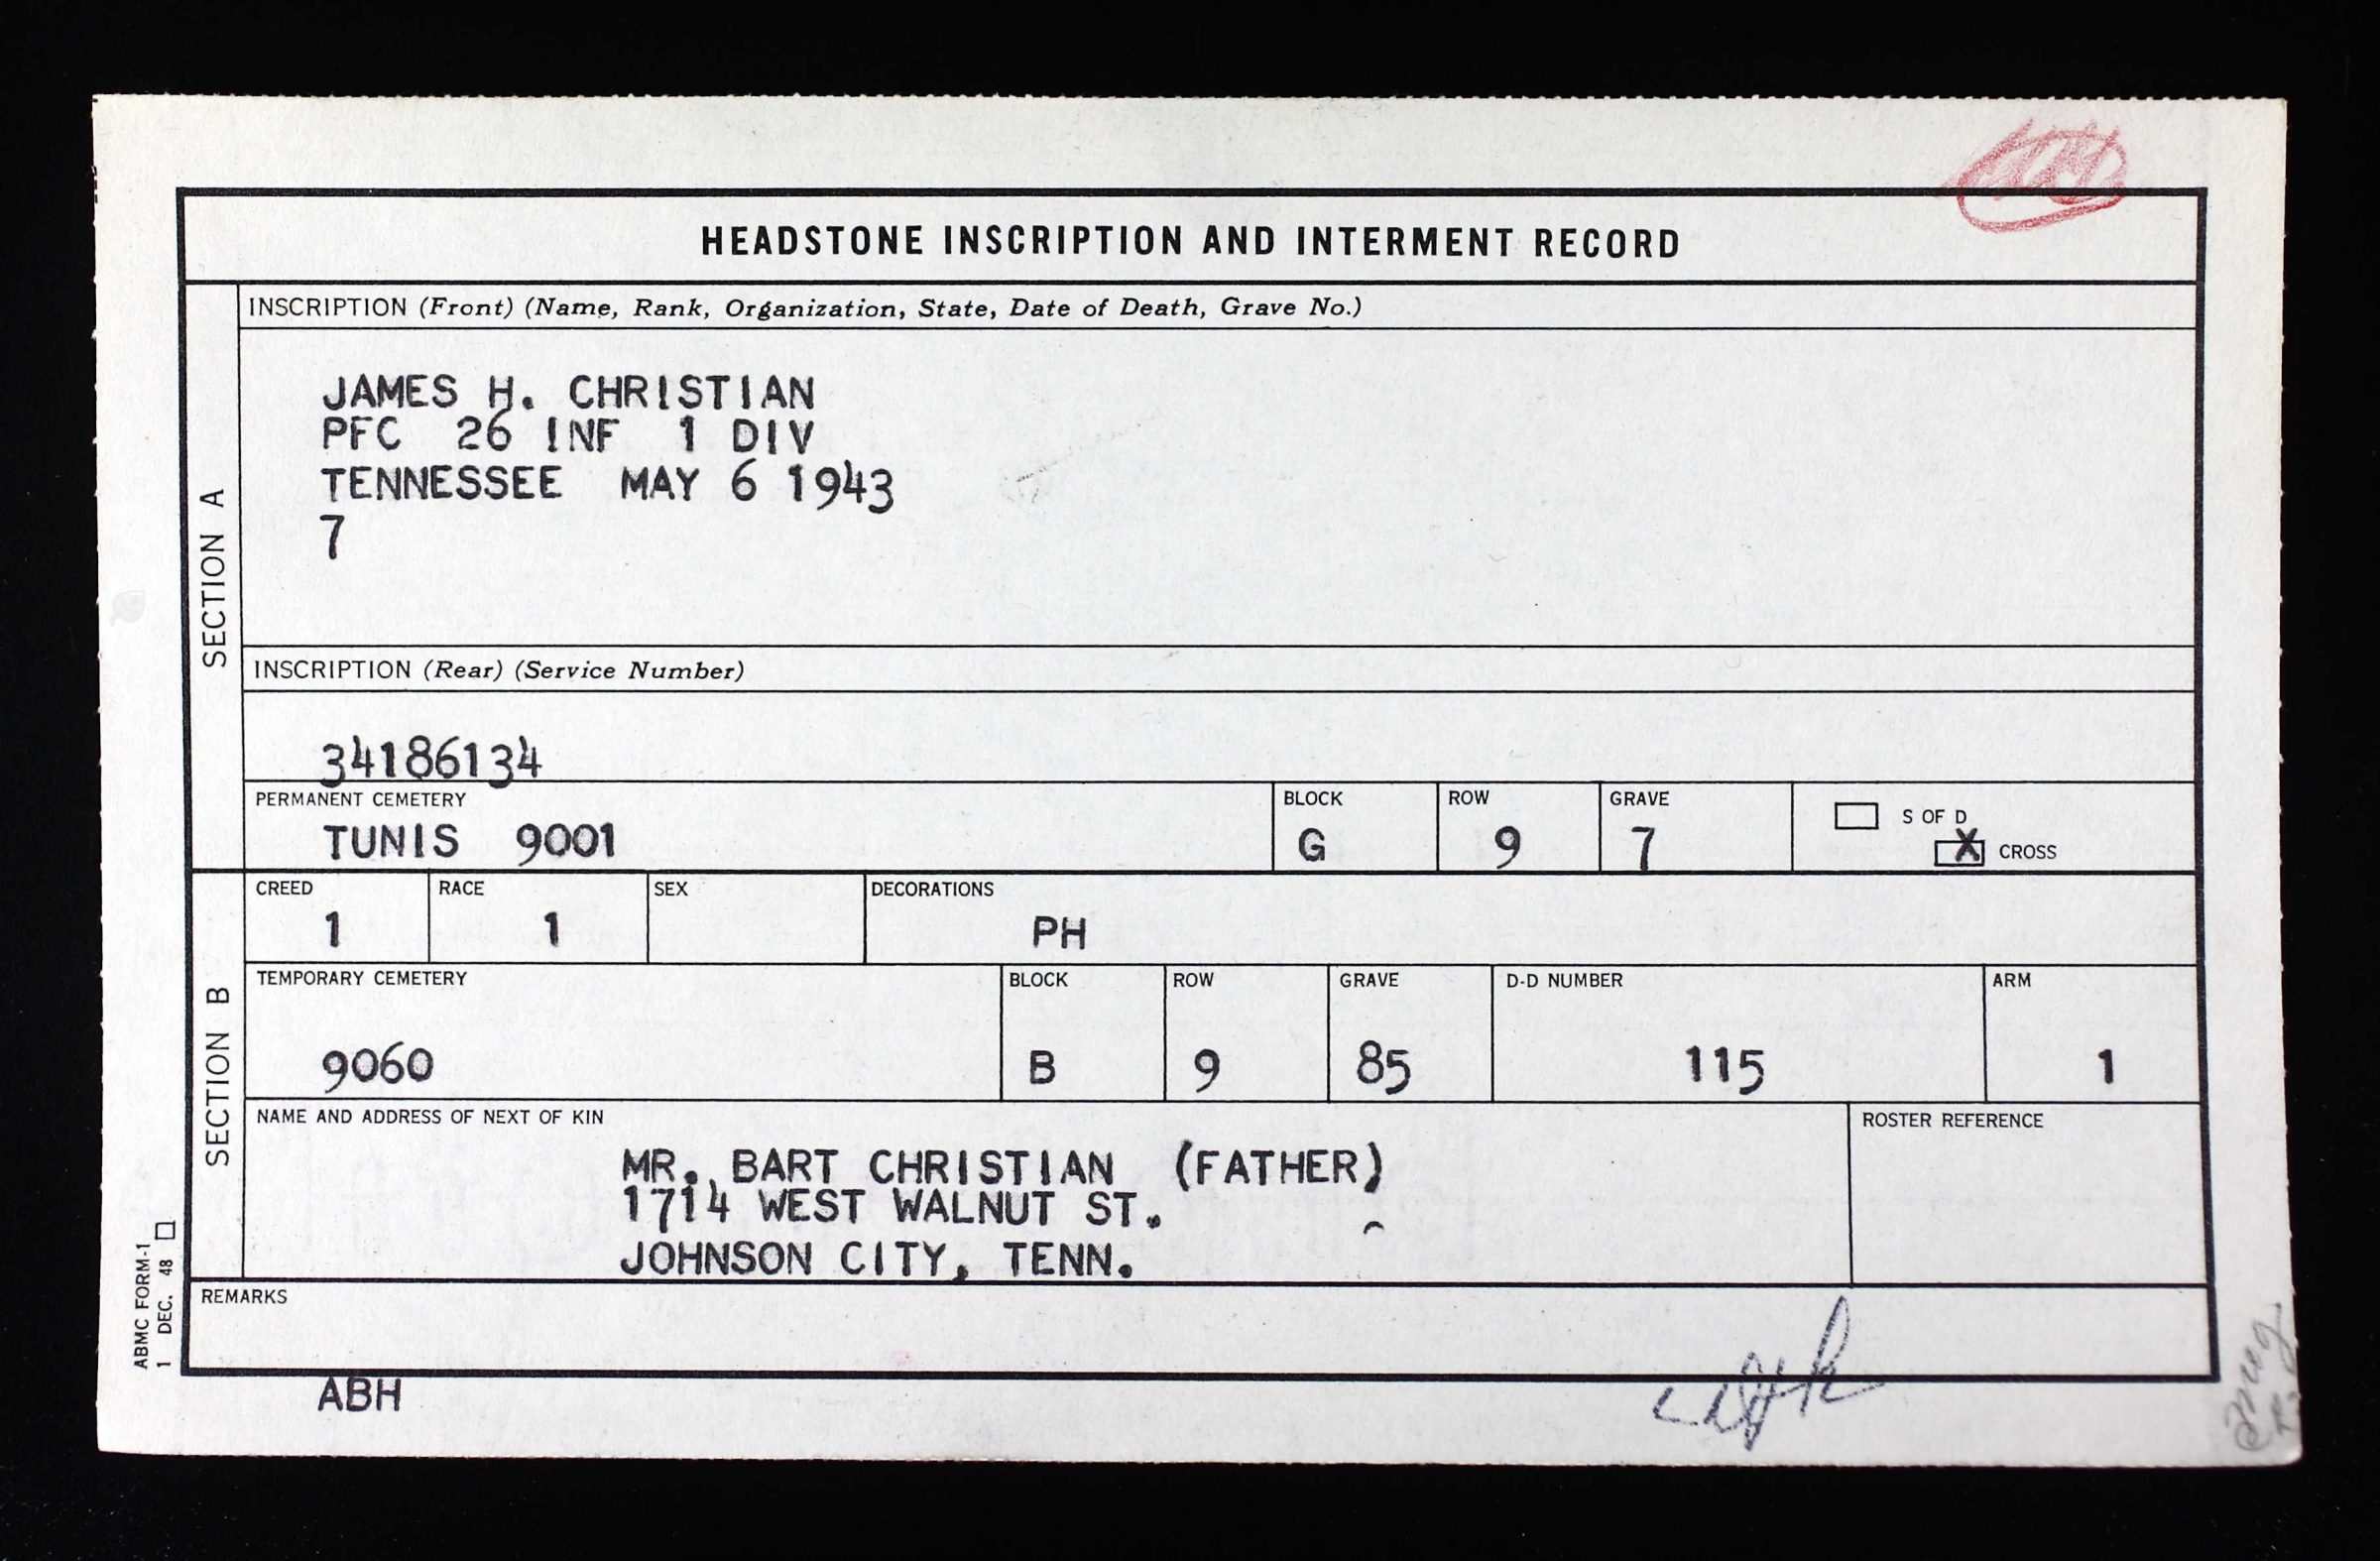 HEADSTONE INSCRIPTION AND INTERMENT RECORD
SECTION A
INSCRIPTION (Front) (Name, Rank, Organization, State, Date of Death, Grave No.)
JAMES H. CHRISTIAN
PFC 26 INF 1 DIV
TENNESSEE MAY 6 1943
7
INSCRIPTION (Rear) (Service Number)
34186134
PERMANENT CEMETERY BLOCK ROW GRAVE S OF D
TUNIS 9001 G 9 7 X CROSS
SECTION B
CREED RACE SEX DECORATIONS
1 1 PH
TEMPORARY CEMETERY BLOCK ROW GRAVE D-D NUMBER ARM
9060 B 9 85 115 1
NAME AND ADDRESS OF NEXT OF KIN ROSTER REFERENCE
MR. BART CHRISTIAN (FATHER)
1714 WEST WALNUT ST.
JOHNSON CITY, TENN.
REMARKS
ABMC FORM-1
1 DEC. 48
ABH